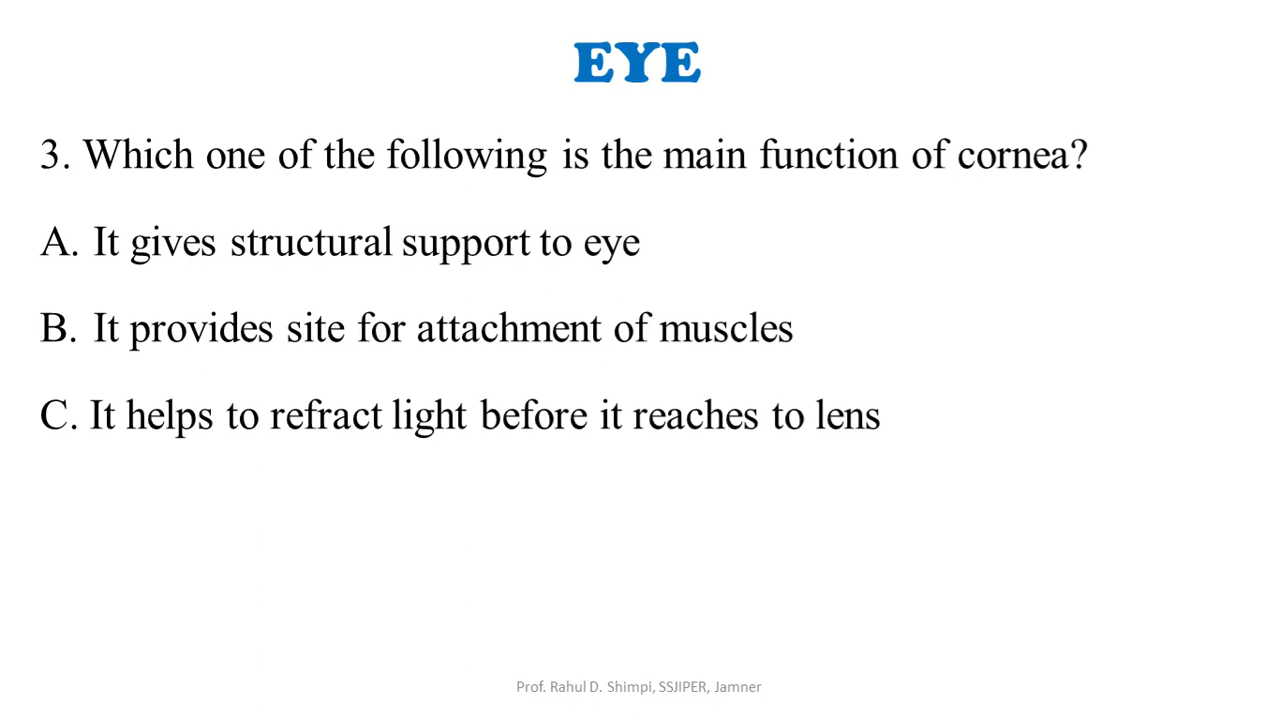 EYE
3. Which one of the following is the main function of cornea?
A. It gives structural support to eye
B. It provides site for attachment of muscles
C. It helps to refract light before it reaches to lens
Prof. Rahul D. Shimpi, SSJIPER, Jamner